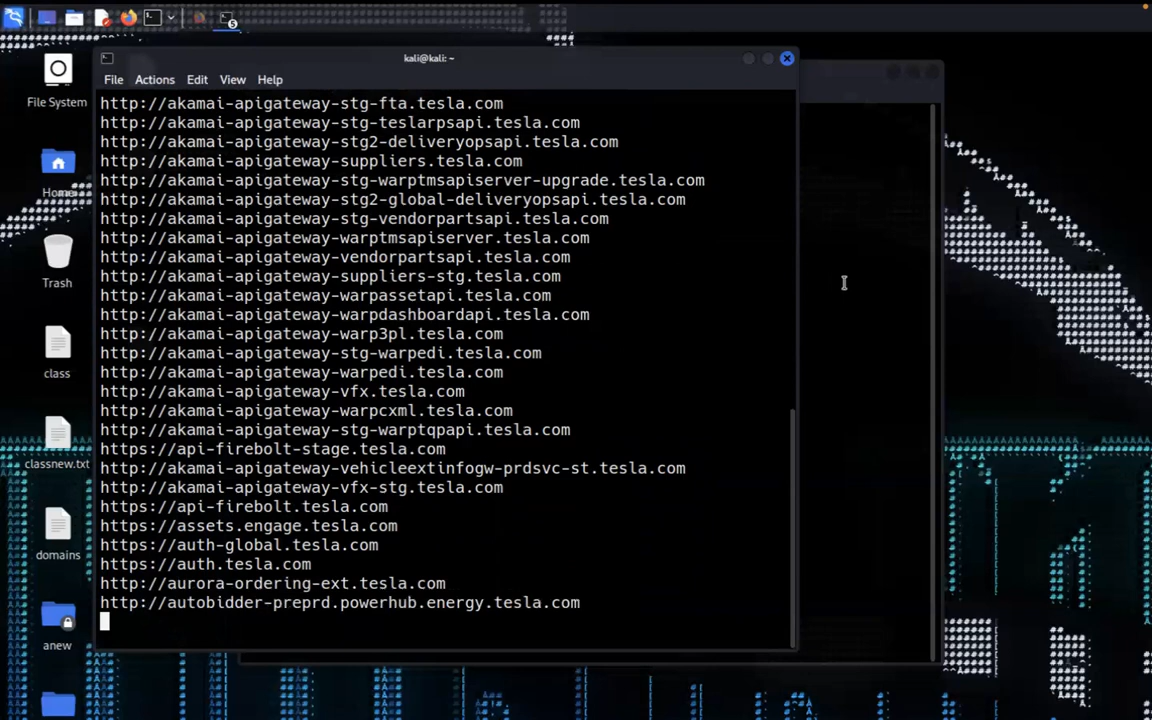 5
kali@kali: ~
File Actions Edit View Help
File System
Home
Trash
class
classnew.txt
domains
anew
http://akamai-apigateway-stg-fta.tesla.com
http://akamai-apigateway-stg-teslarpsapi.tesla.com
http://akamai-apigateway-stg2-deliveryopsapi.tesla.com
http://akamai-apigateway-suppliers.tesla.com
http://akamai-apigateway-stg-warptmsapiserver-upgrade.tesla.com
http://akamai-apigateway-stg2-global-deliveryopsapi.tesla.com
http://akamai-apigateway-stg-vendorpartsapi.tesla.com
http://akamai-apigateway-warptmsapiserver.tesla.com
http://akamai-apigateway-vendorpartsapi.tesla.com
http://akamai-apigateway-suppliers-stg.tesla.com
http://akamai-apigateway-warpassetapi.tesla.com
http://akamai-apigateway-warpdashboardapi.tesla.com
http://akamai-apigateway-warp3pl.tesla.com
http://akamai-apigateway-stg-warpedi.tesla.com
http://akamai-apigateway-warpedi.tesla.com
http://akamai-apigateway-vfx.tesla.com
http://akamai-apigateway-warpcxml.tesla.com
http://akamai-apigateway-stg-warptqpapi.tesla.com
https://api-firebolt-stage.tesla.com
http://akamai-apigateway-vehicleextinfogw-prdsvc-st.tesla.com
http://akamai-apigateway-vfx-stg.tesla.com
https://api-firebolt.tesla.com
https://assets.engage.tesla.com
https://auth-global.tesla.com
https://auth.tesla.com
http://aurora-ordering-ext.tesla.com
http://autobidder-preprd.powerhub.energy.tesla.com